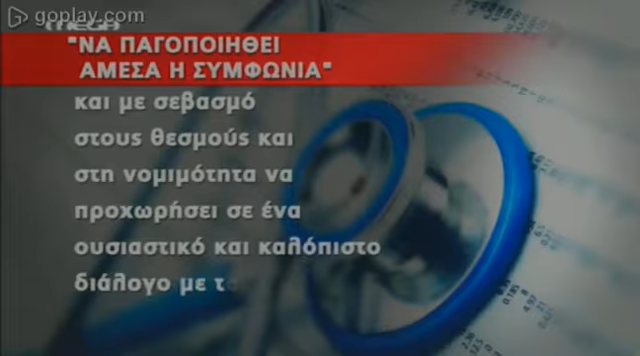 goplay.com
MEGA
"ΝΑ ΠΑΓΟΠΟΙΗΘΕΙ
ΑΜΕΣΑ Η ΣΥΜΦΩΝΙΑ"
και με σεβασμό
στους θεσμούς και
στη νομιμότητα να
προχωρήσει σε ένα
ουσιαστικό και καλόπιστο
διάλογο με τ